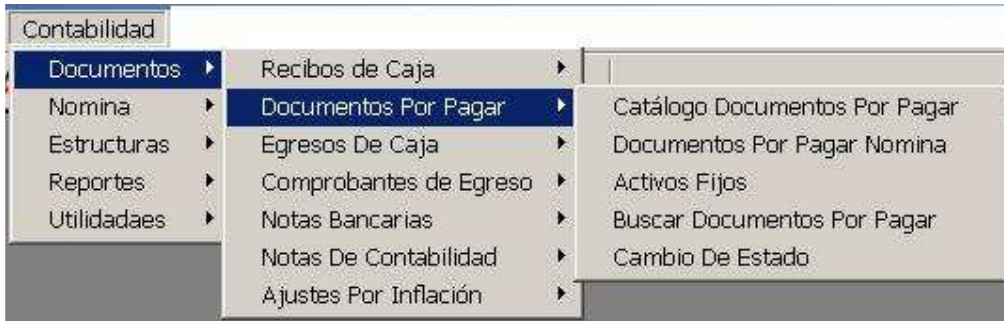 Contabilidad
Documentos
Nomina
Estructuras
Reportes
Utilidadaes
Recibos de Caja
Documentos Por Pagar
Egresos De Caja
Comprobantes de Egreso
Notas Bancarias
Notas De Contabilidad
Ajustes Por Inflación
Catálogo Documentos Por Pagar
Documentos Por Pagar Nomina
Activos Fijos
Buscar Documentos Por Pagar
Cambio De Estado